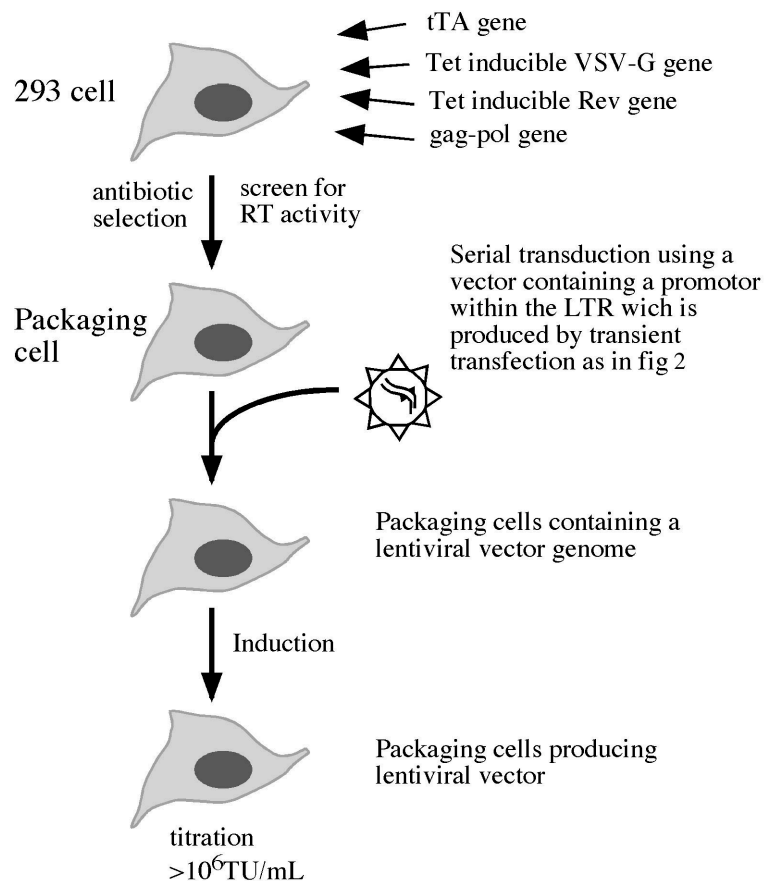 tTA gene
Tet inducible VSV-G gene
293 cell
Tet inducible Rev gene
gag-pol gene
antibiotic
selection
screen for
RT activity
Serial transduction using a
vector containing a promotor
within the LTR wich is
produced by transient
transfection as in fig 2
Packaging
cell
Packaging cells containing a
lentiviral vector genome
Induction
Packaging cells producing
lentiviral vector
titration
>10⁶TU/mL